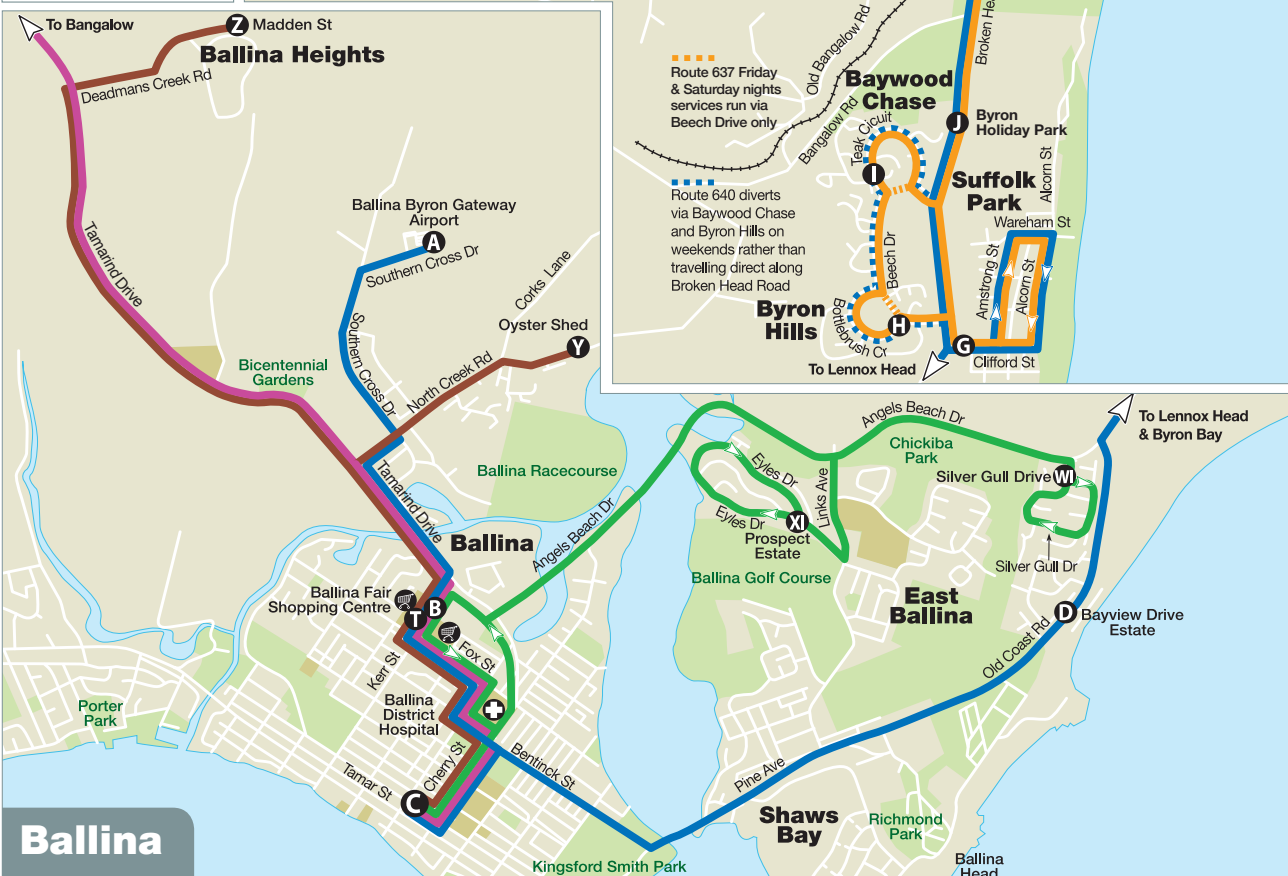 To Bangalow
Z
Madden St
Ballina Heights
Deadmans Creek Rd
Ballina Byron Gateway
Airport
A
Southern Cross Dr
Tamarind Drive
Corks Lane
Oyster Shed
Y
Southern Cross Dr
North Creek Rd
Bicentennial
Gardens
Route 637 Friday
& Saturday nights
services run via
Beech Drive only
Old Bangalow Rd
Bangalow Rd
Baywood
Chase
Teak Cicuit
I
J
Byron
Holiday Park
Suffolk
Park
Alcorn St
Wareham St
Route 640 diverts
via Baywood Chase
and Byron Hills on
weekends rather than
travelling direct along
Broken Head Road
Beech Dr
Armstrong St
Alcorn St
Byron
Hills
Bottlebrush Cr
H
G
Clifford St
To Lennox Head
To Lennox Head
& Byron Bay
Angels Beach Dr
Chickiba
Park
Silver Gull Drive
WI
Eyles Dr
Eyles Dr
XI
Prospect
Estate
Links Ave
Silver Gull Dr
Ballina Racecourse
Ballina Golf Course
Tamarind Drive
Ballina
Angels Beach Dr
East
Ballina
D
Bayview Drive
Estate
Old Coast Rd
Ballina Fair
Shopping Centre
B
T
Fox St
Kerr St
Ballina
District
Hospital
Porter
Park
Cherry St
Bentinck St
Tamar St
C
Pine Ave
Shaws
Bay
Richmond
Park
Ballina
Kingsford Smith Park
Ballina
Head